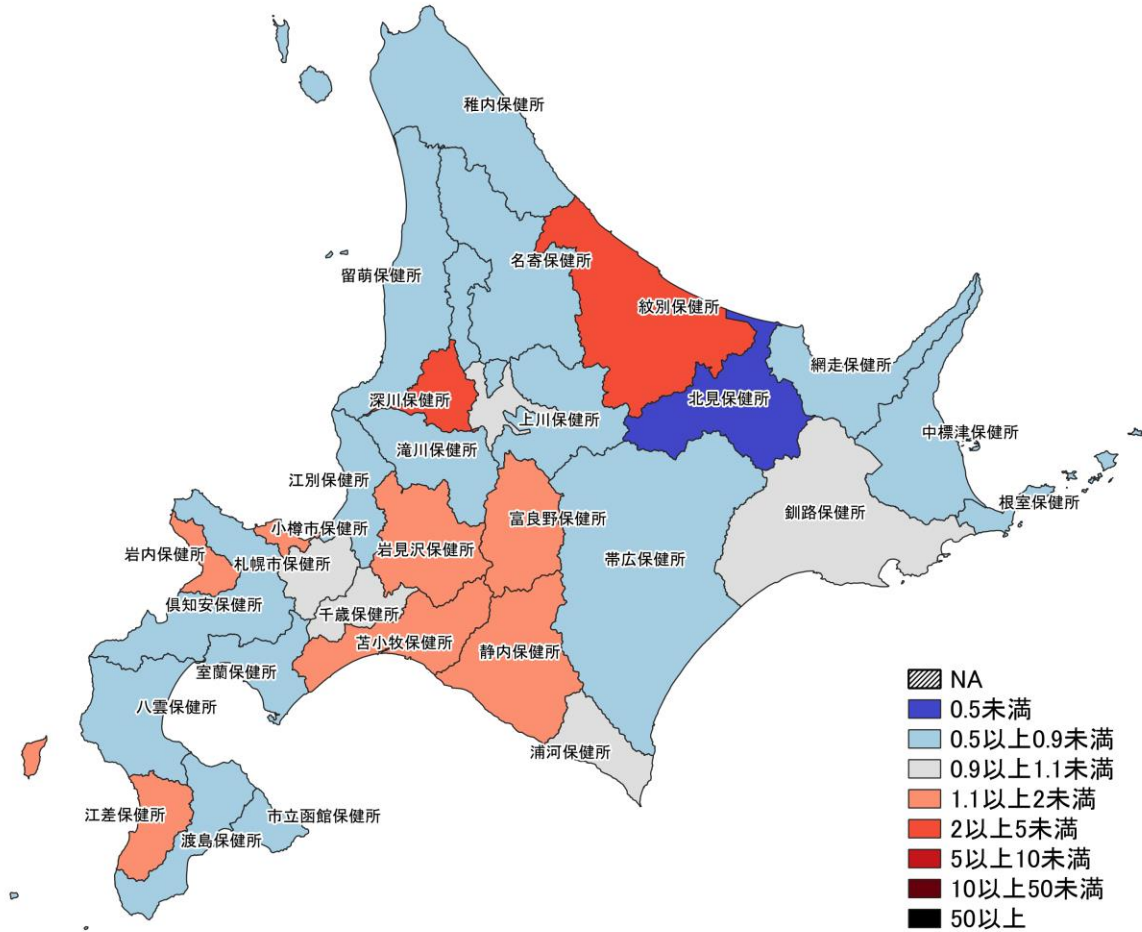 稚内保健所
名寄保健所
留萌保健所
紋別保健所
網走保健所
深川保健所
北見保健所
上川保健所
中標津保健所
滝川保健所
江別保健所
根室保健所
釧路保健所
富良野保健所
小樽市保健所
岩見沢保健所
岩内保健所
札幌市保健所
帯広保健所
倶知安保健所
千歳保健所
苫小牧保健所
静内保健所
室蘭保健所
八雲保健所
浦河保健所
江差保健所
市立函館保健所
渡島保健所
NA
0.5未満
0.5以上0.9未満
0.9以上1.1未満
1.1以上2未満
2以上5未満
5以上10未満
10以上50未満
50以上